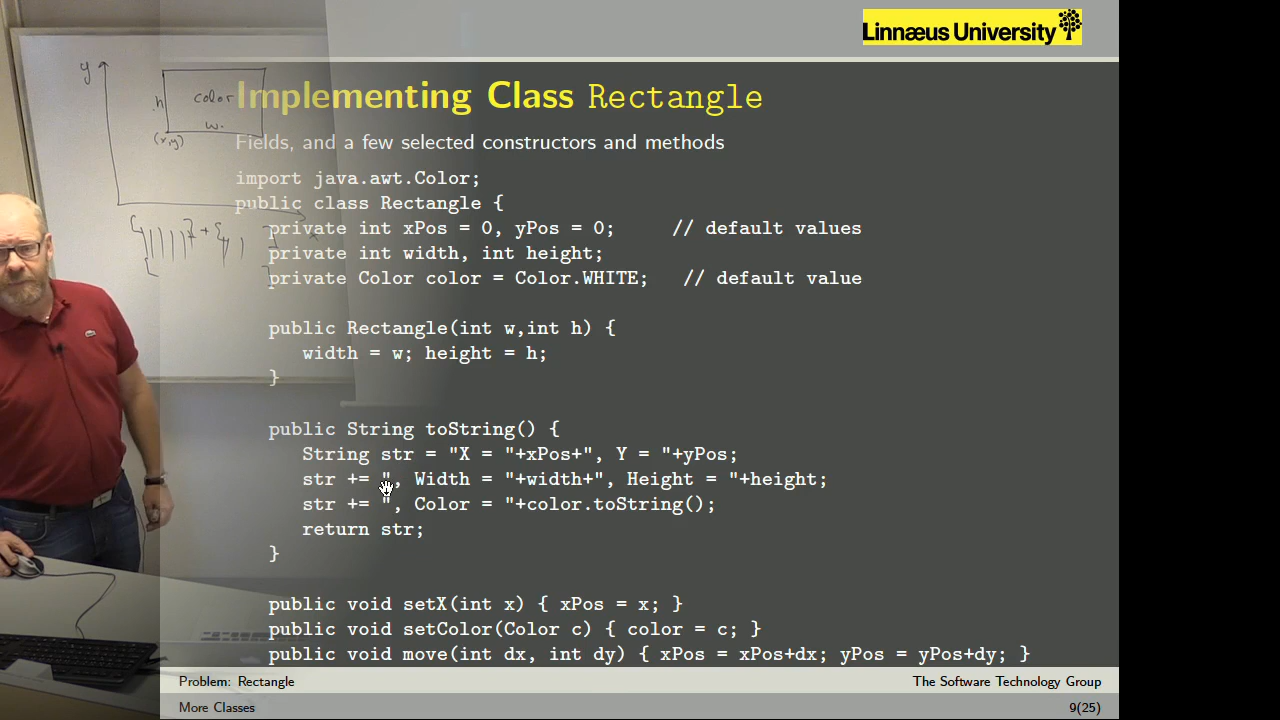 Linnæus University
y
h
color
w.
(x,y)
x
Implementing Class Rectangle
Fields, and a few selected constructors and methods
import java.awt.Color;
public class Rectangle {
private int xPos = 0, yPos = 0; // default values
private int width, int height;
private Color color = Color.WHITE; // default value
public Rectangle(int w,int h) {
width = w; height = h;
}
public String toString() {
String str = "X = "+xPos+", Y = "+yPos;
str += ", Width = "+width+", Height = "+height;
str += ", Color = "+color.toString();
return str;
}
public void setX(int x) { xPos = x; }
public void setColor(Color c) { color = c; }
public void move(int dx, int dy) { xPos = xPos+dx; yPos = yPos+dy; }
Problem: Rectangle
The Software Technology Group
More Classes
9(25)